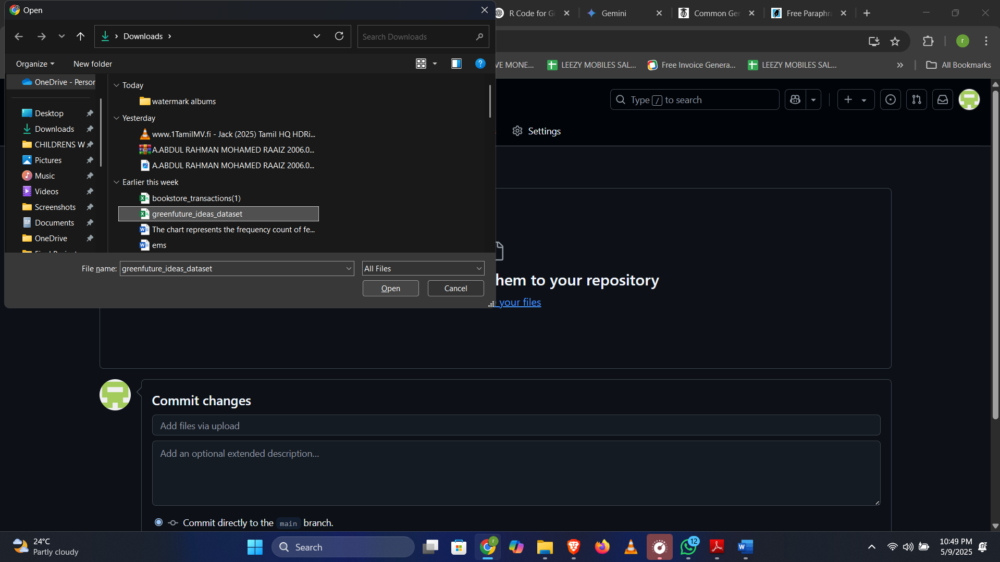 Open
R Code for Gi
Gemini
Common Ger
Free Paraphra
Downloads
Search Downloads
r
Organize
New folder
?
VE MONE...
LEEZY MOBILES SAL...
Free Invoice Genera...
LEEZY MOBILES SAL...
All Bookmarks
OneDrive - Person
Today
watermark albums
Type / to search
Yesterday
Desktop
Downloads
www.1TamilMV.fi - Jack (2025) Tamil HQ HDRi...
Settings
CHILDRENS W
A.ABDUL RAHMAN MOHAMED RAAIZ 2006.0...
Pictures
A.ABDUL RAHMAN MOHAMED RAAIZ 2006.0...
Music
Earlier this week
Videos
bookstore_transactions(1)
Screenshots
greenfuture_ideas_dataset
Documents
The chart represents the frequency count of fe...
OneDrive
ems
File name:
greenfuture_ideas_dataset
All Files
Open
Cancel
hem to your repository
your files
Commit changes
Add files via upload
Add an optional extended description...
Commit directly to the main branch.
24°C
Partly cloudy
Search
r
12
10:49 PM
5/9/2025